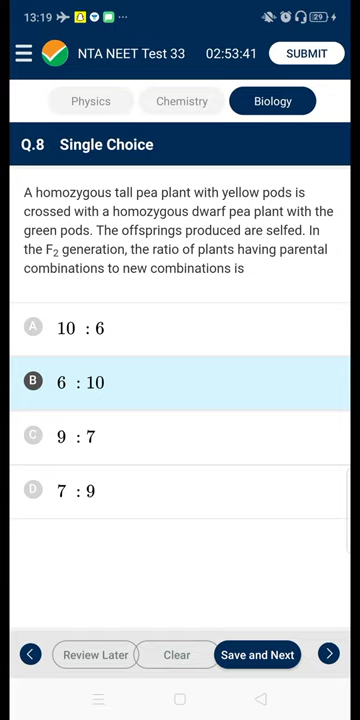 13:19
29
NTA NEET Test 33 02:53:41 SUBMIT
Physics Chemistry Biology
Q.8 Single Choice
A homozygous tall pea plant with yellow pods is
crossed with a homozygous dwarf pea plant with the
green pods. The offsprings produced are selfed. In
the F₂ generation, the ratio of plants having parental
combinations to new combinations is
A 10 : 6
B 6 : 10
C 9 : 7
D 7 : 9
Review Later Clear Save and Next